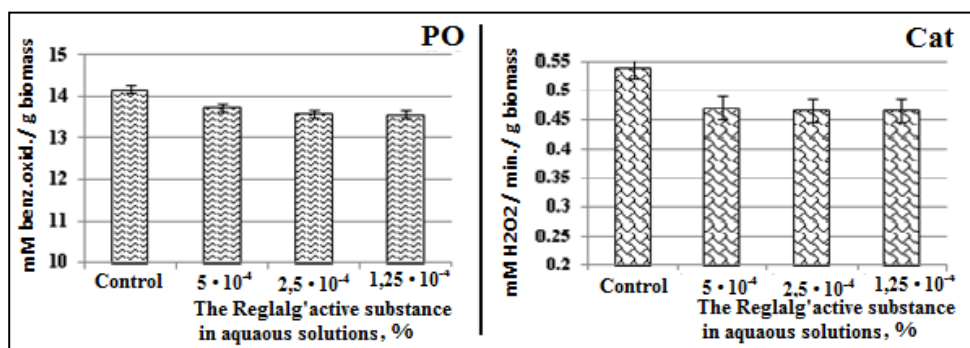 PO
mM benz.oxid./ g biomass
15
14
13
12
11
10
Control
5 • 10⁻⁴
2,5 • 10⁻⁴
1,25 • 10⁻⁴
The Reglalg'active substance
in aquaous solutions, %
Cat
mM H2O2/ min./ g biomass
0.55
0.5
0.45
0.4
0.35
0.3
0.25
0.2
Control
5 • 10⁻⁴
2,5 • 10⁻⁴
1,25 • 10⁻⁴
The Reglalg'active substance
in aquaous solutions, %